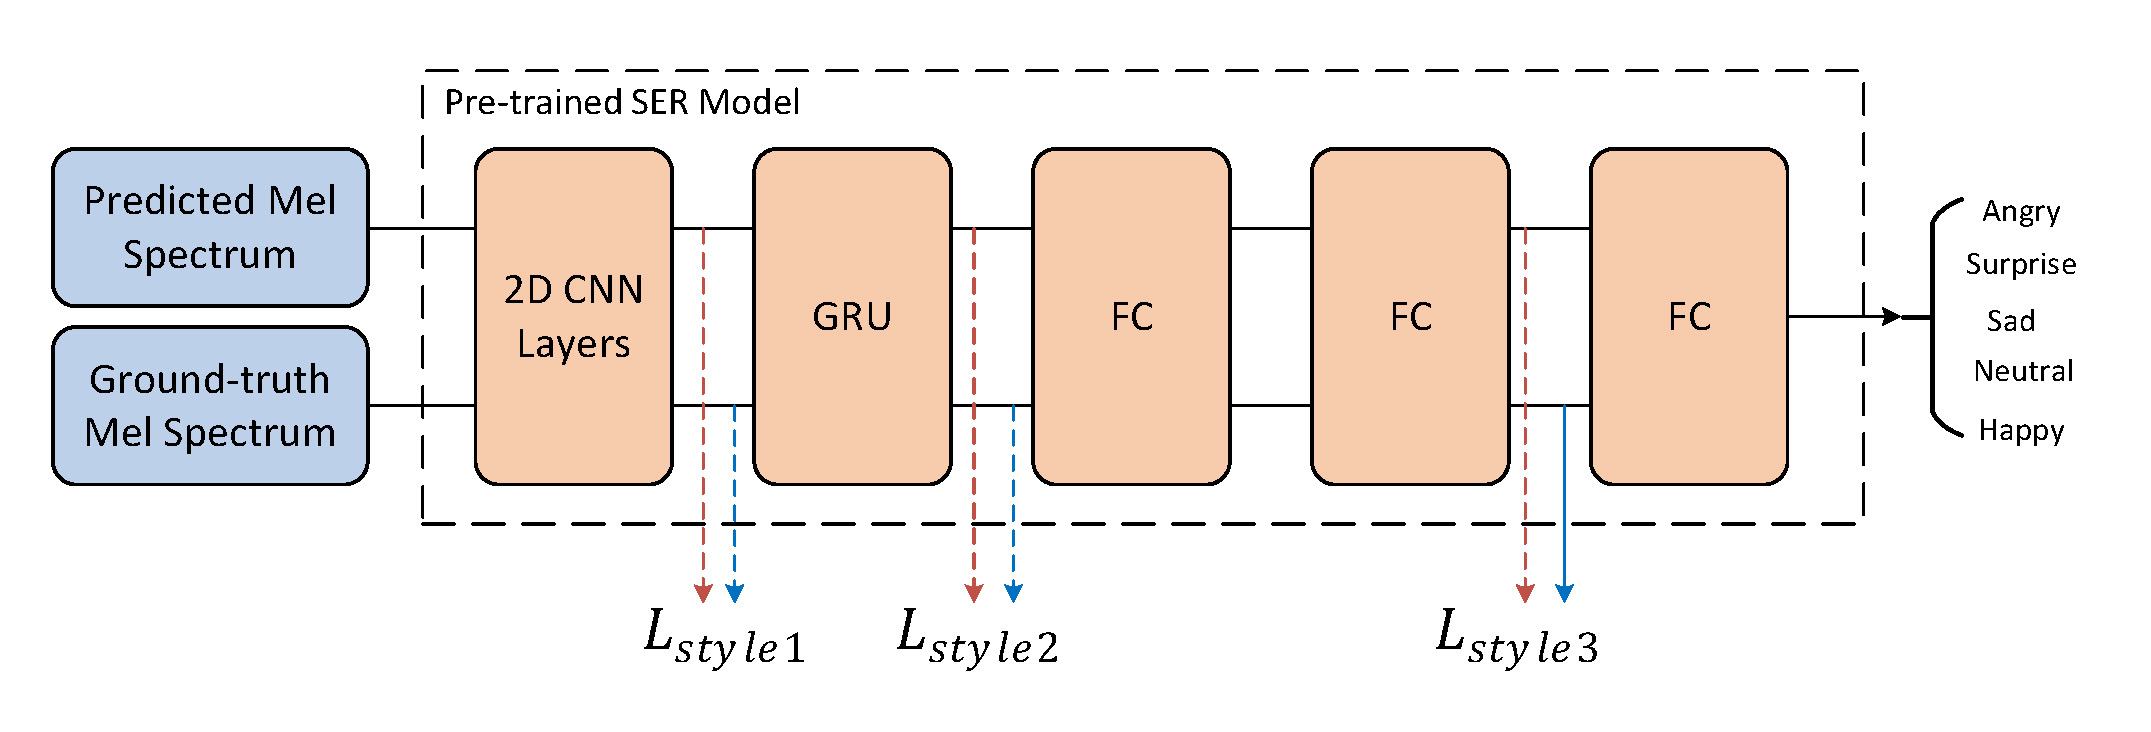 Pre-trained SER Model
Predicted Mel
Spectrum
Ground-truth
Mel Spectrum
2D CNN
Layers
GRU
FC
FC
FC
Angry
Surprise
Sad
Neutral
Happy
L_{style1}
L_{style2}
L_{style3}